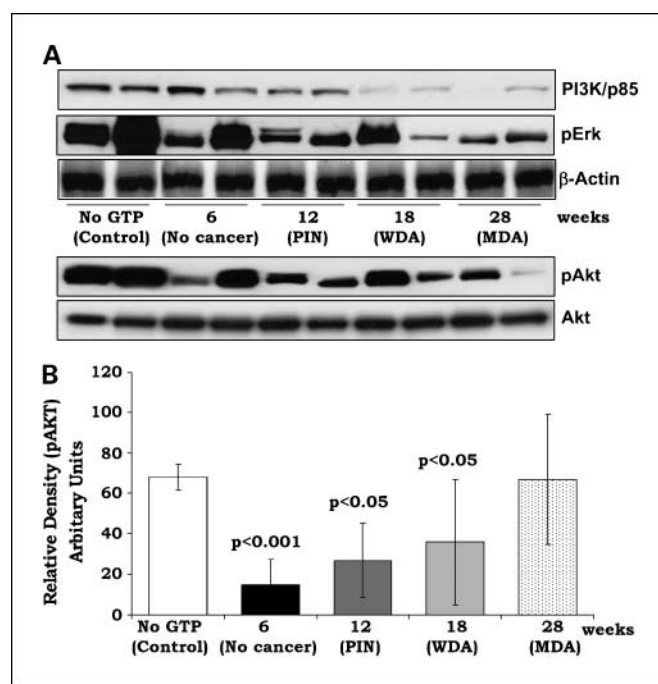 A
PI3K/p85
pErk
β-Actin
No GTP 6 12 18 28 weeks
(Control) (No cancer) (PIN) (WDA) (MDA)
pAkt
Akt
B
Relative Density (pAKT)
Arbitary Units
120
100
80
60
40
20
0
p<0.001
p<0.05
p<0.05
No GTP 6 12 18 28 weeks
(Control) (No cancer) (PIN) (WDA) (MDA)